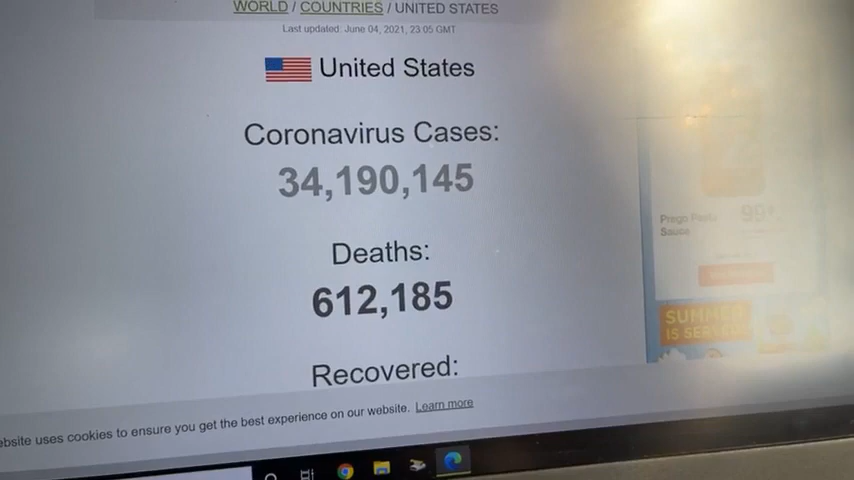 WORLD / COUNTRIES / UNITED STATES
Last updated: June 04, 2021, 23:05 GMT
United States
Coronavirus Cases:
34,190,145
Deaths:
612,185
Recovered:
Prego Pasta
Sauce
99¢
SUMMER
IS SERVED
ebsite uses cookies to ensure you get the best experience on our website. Learn more